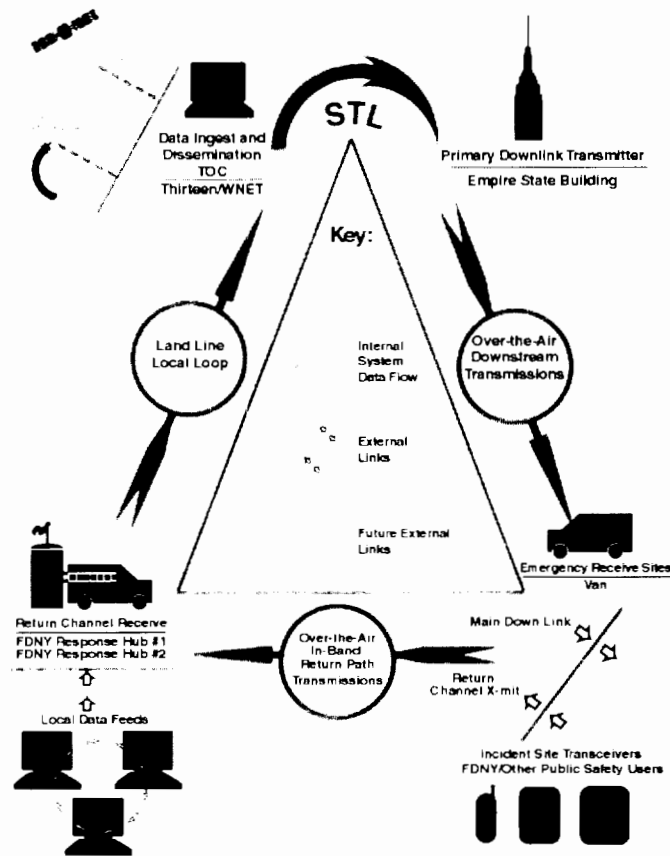 STL
Data Ingest and
Dissemination
TOC
Thirteen/WNET
Primary Downlink Transmitter
Empire State Building
Key:
Land Line
Local Loop
Internal
System
Data Flow
Over-the-Air
Downstream
Transmissions
External
Links
Future External
Links
Emergency Receive Sites
Van
Return Channel Receive
FDNY Response Hub #1
FDNY Response Hub #2
Over-the-Air
In-Band
Return Path
Transmissions
Main Down Link
Return
Channel X-mit
Local Data Feeds
Incident Site Transceivers
FDNY/Other Public Safety Users